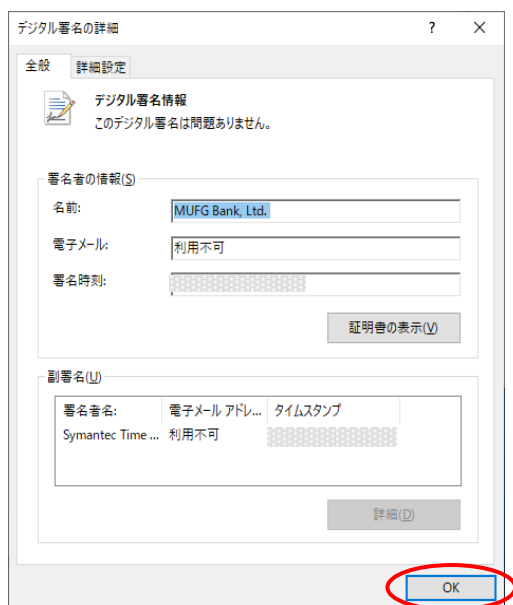 デジタル署名の詳細 ?
全般 詳細設定
デジタル署名情報
このデジタル署名は問題ありません。
署名者の情報(S)
名前: MUFG Bank, Ltd.
電子メール: 利用不可
署名時刻:
証明書の表示(V)
副署名(U)
署名者名: 電子メール アドレ... タイムスタンプ
Symantec Time ... 利用不可
詳細(D)
OK